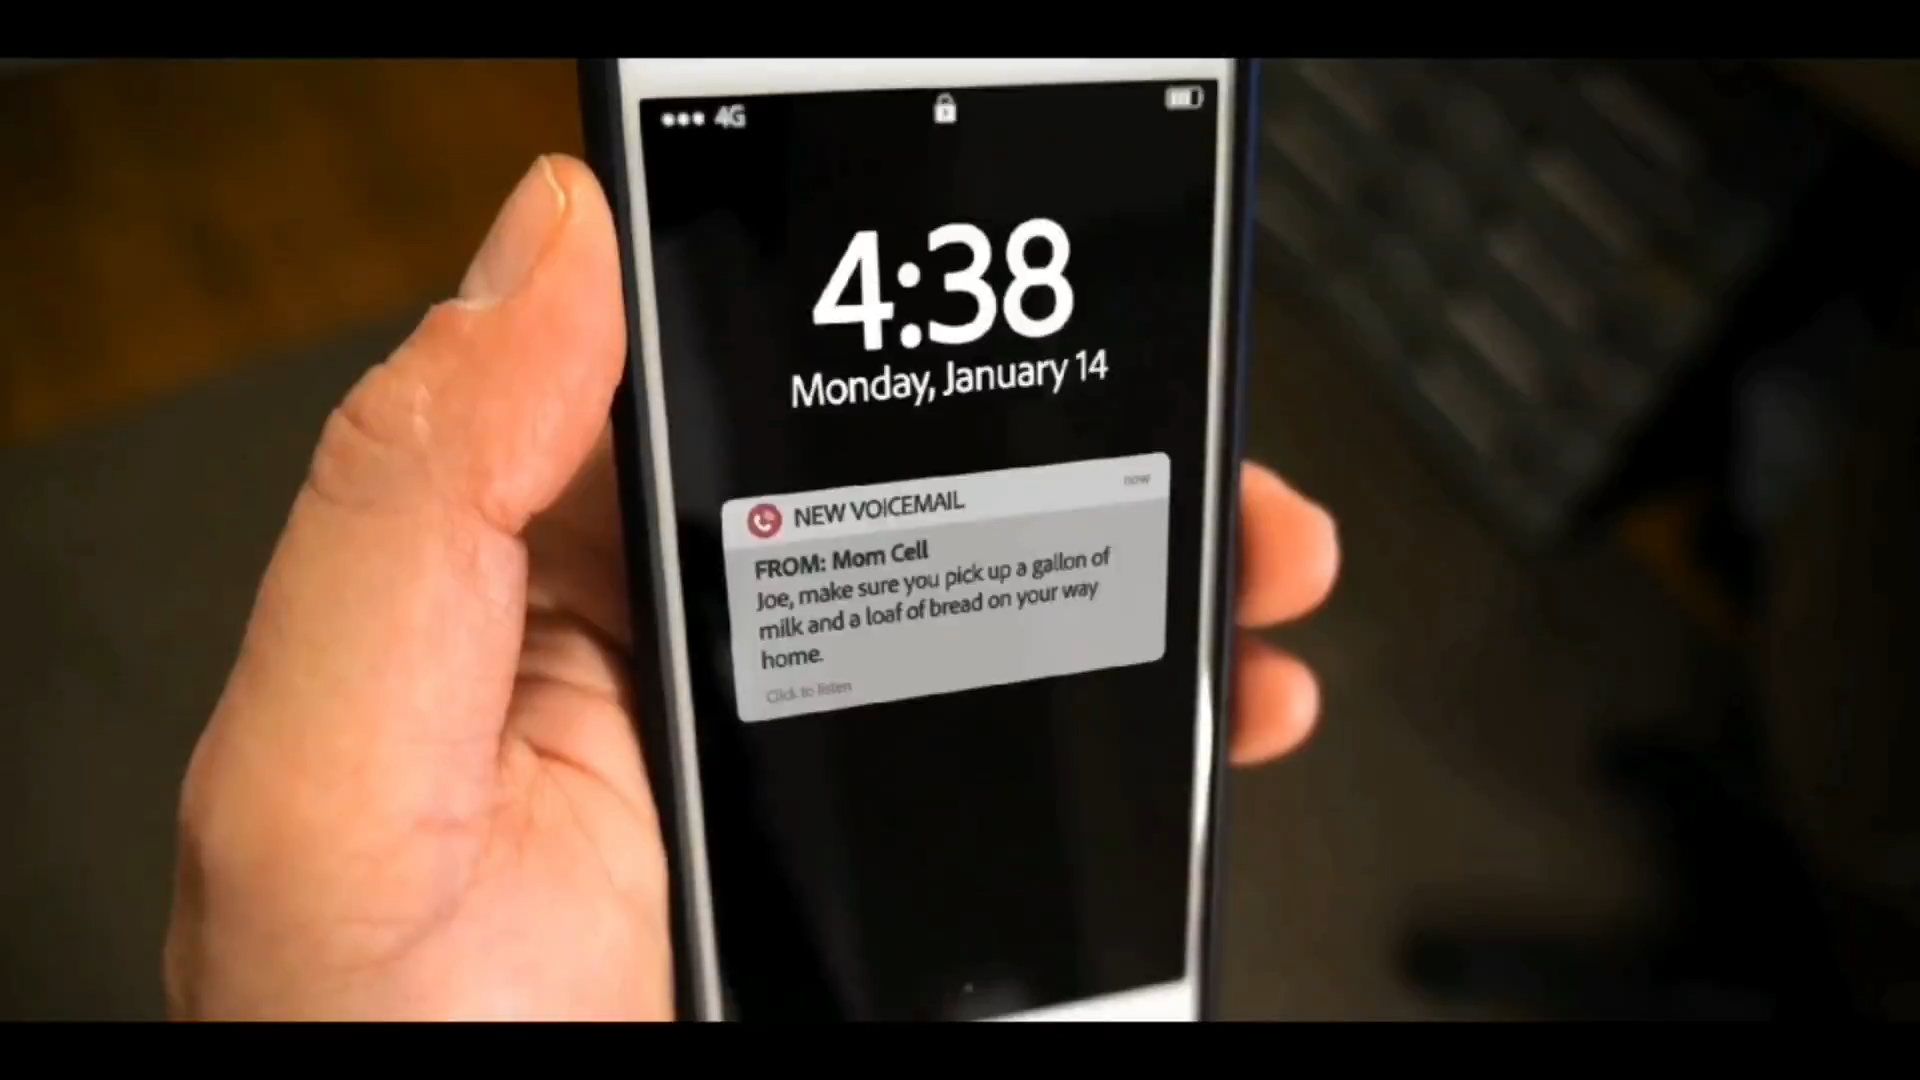 4G
4:38
Monday, January 14
NEW VOICEMAIL
now
FROM: Mom Cell
Joe, make sure you pick up a gallon of
milk and a loaf of bread on your way
home.
Click to listen